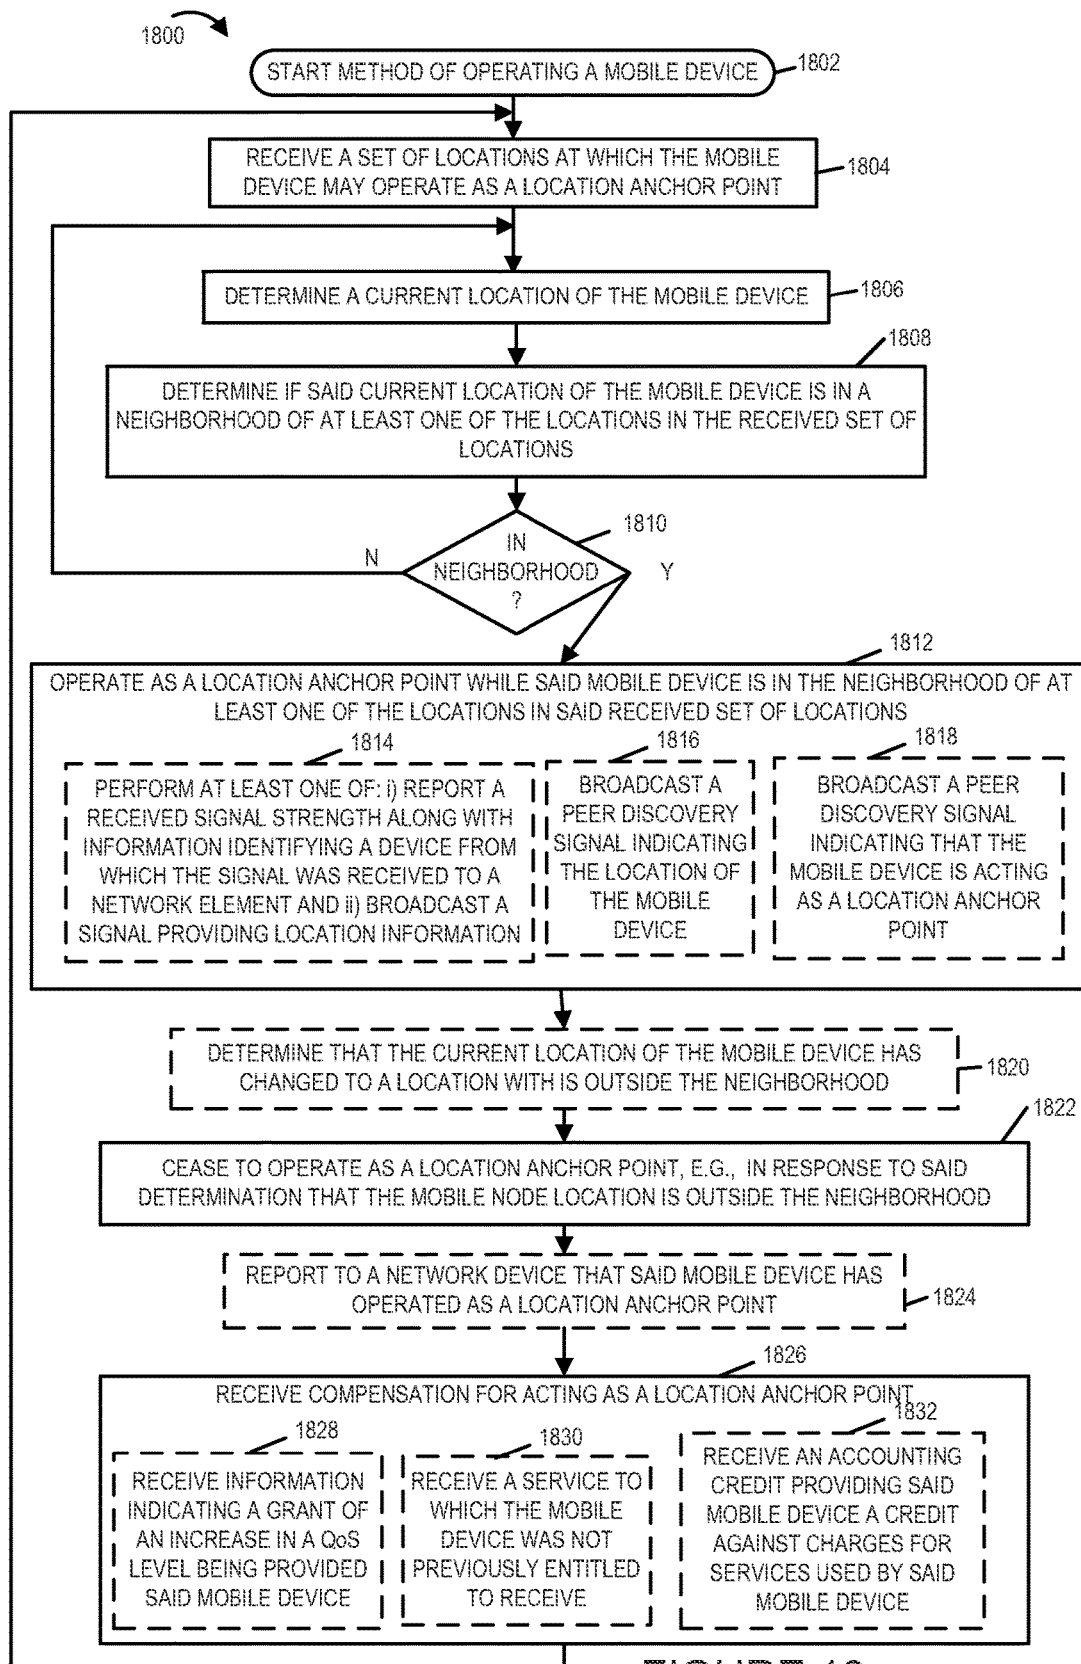 1800
START METHOD OF OPERATING A MOBILE DEVICE
1802
RECEIVE A SET OF LOCATIONS AT WHICH THE MOBILE
DEVICE MAY OPERATE AS A LOCATION ANCHOR POINT
1804
DETERMINE A CURRENT LOCATION OF THE MOBILE DEVICE
1806
1808
DETERMINE IF SAID CURRENT LOCATION OF THE MOBILE DEVICE IS IN A
NEIGHBORHOOD OF AT LEAST ONE OF THE LOCATIONS IN THE RECEIVED SET OF
LOCATIONS
1810
IN
NEIGHBORHOOD
?
N
Y
1812
OPERATE AS A LOCATION ANCHOR POINT WHILE SAID MOBILE DEVICE IS IN THE NEIGHBORHOOD OF AT
LEAST ONE OF THE LOCATIONS IN SAID RECEIVED SET OF LOCATIONS
1814
PERFORM AT LEAST ONE OF: i) REPORT A
RECEIVED SIGNAL STRENGTH ALONG WITH
INFORMATION IDENTIFYING A DEVICE FROM
WHICH THE SIGNAL WAS RECEIVED TO A
NETWORK ELEMENT AND ii) BROADCAST A
SIGNAL PROVIDING LOCATION INFORMATION
1816
BROADCAST A
PEER DISCOVERY
SIGNAL INDICATING
THE LOCATION OF
THE MOBILE
DEVICE
1818
BROADCAST A PEER
DISCOVERY SIGNAL
INDICATING THAT THE
MOBILE DEVICE IS ACTING
AS A LOCATION ANCHOR
POINT
DETERMINE THAT THE CURRENT LOCATION OF THE MOBILE DEVICE HAS
CHANGED TO A LOCATION WITH IS OUTSIDE THE NEIGHBORHOOD
1820
1822
CEASE TO OPERATE AS A LOCATION ANCHOR POINT, E.G., IN RESPONSE TO SAID
DETERMINATION THAT THE MOBILE NODE LOCATION IS OUTSIDE THE NEIGHBORHOOD
REPORT TO A NETWORK DEVICE THAT SAID MOBILE DEVICE HAS
OPERATED AS A LOCATION ANCHOR POINT
1824
1826
RECEIVE COMPENSATION FOR ACTING AS A LOCATION ANCHOR POINT
1828
RECEIVE INFORMATION
INDICATING A GRANT OF
AN INCREASE IN A QoS
LEVEL BEING PROVIDED
SAID MOBILE DEVICE
1830
RECEIVE A SERVICE TO
WHICH THE MOBILE
DEVICE WAS NOT
PREVIOUSLY ENTITLED
TO RECEIVE
1832
RECEIVE AN ACCOUNTING
CREDIT PROVIDING SAID
MOBILE DEVICE A CREDIT
AGAINST CHARGES FOR
SERVICES USED BY SAID
MOBILE DEVICE